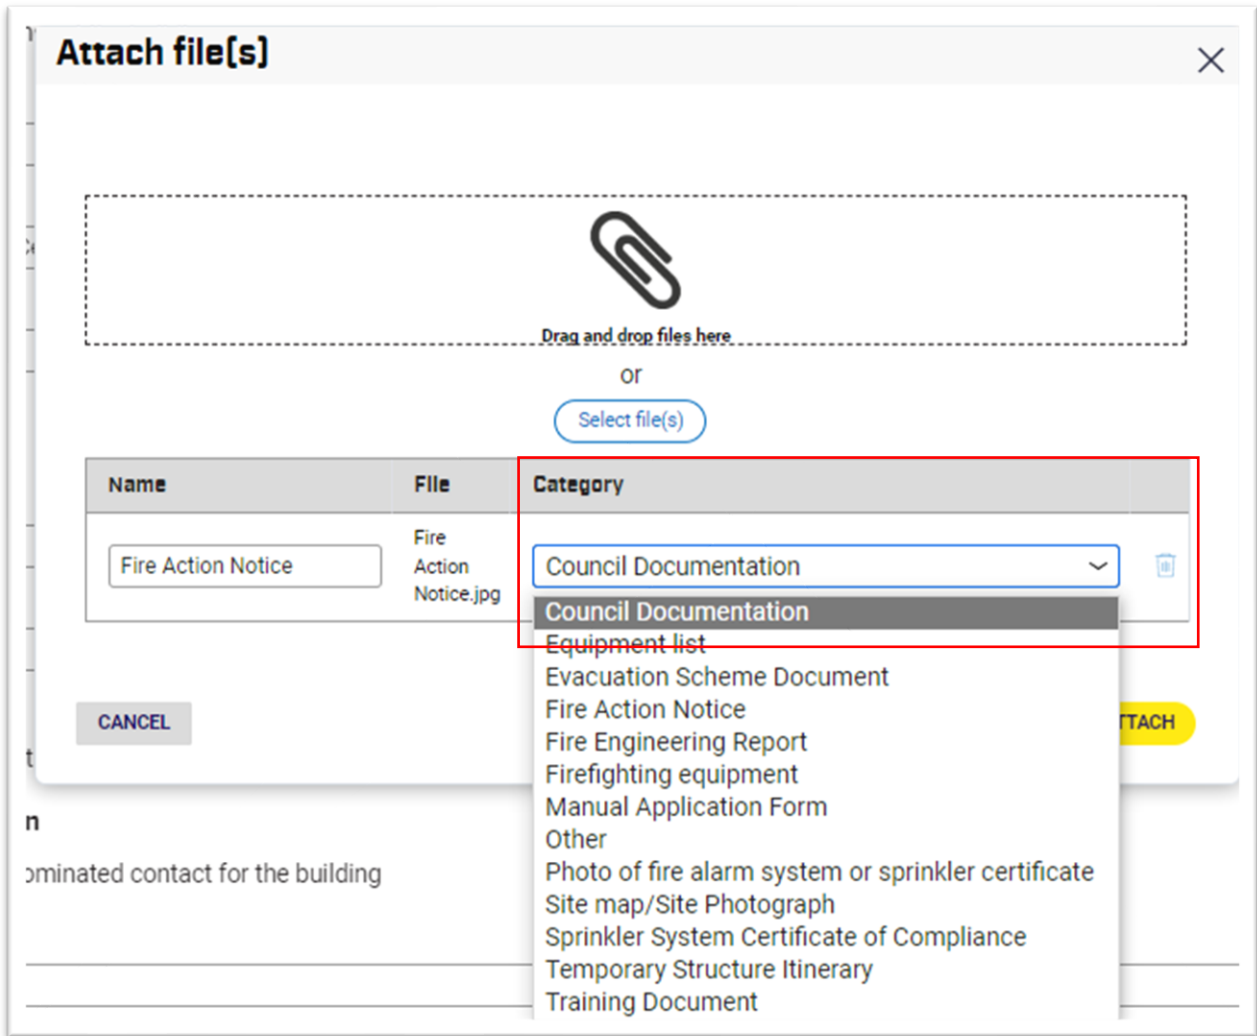 Attach file(s)
Drag and drop files here
or
Select file(s)
Name File Category
Fire Action Notice
Fire
Action
Notice.jpg
Council Documentation
Council Documentation
Equipment list
Evacuation Scheme Document
Fire Action Notice
CANCEL
TTACH
Fire Engineering Report
Firefighting equipment
Manual Application Form
n
Other
ominated contact for the building
Photo of fire alarm system or sprinkler certificate
Site map/Site Photograph
Sprinkler System Certificate of Compliance
Temporary Structure Itinerary
Training Document